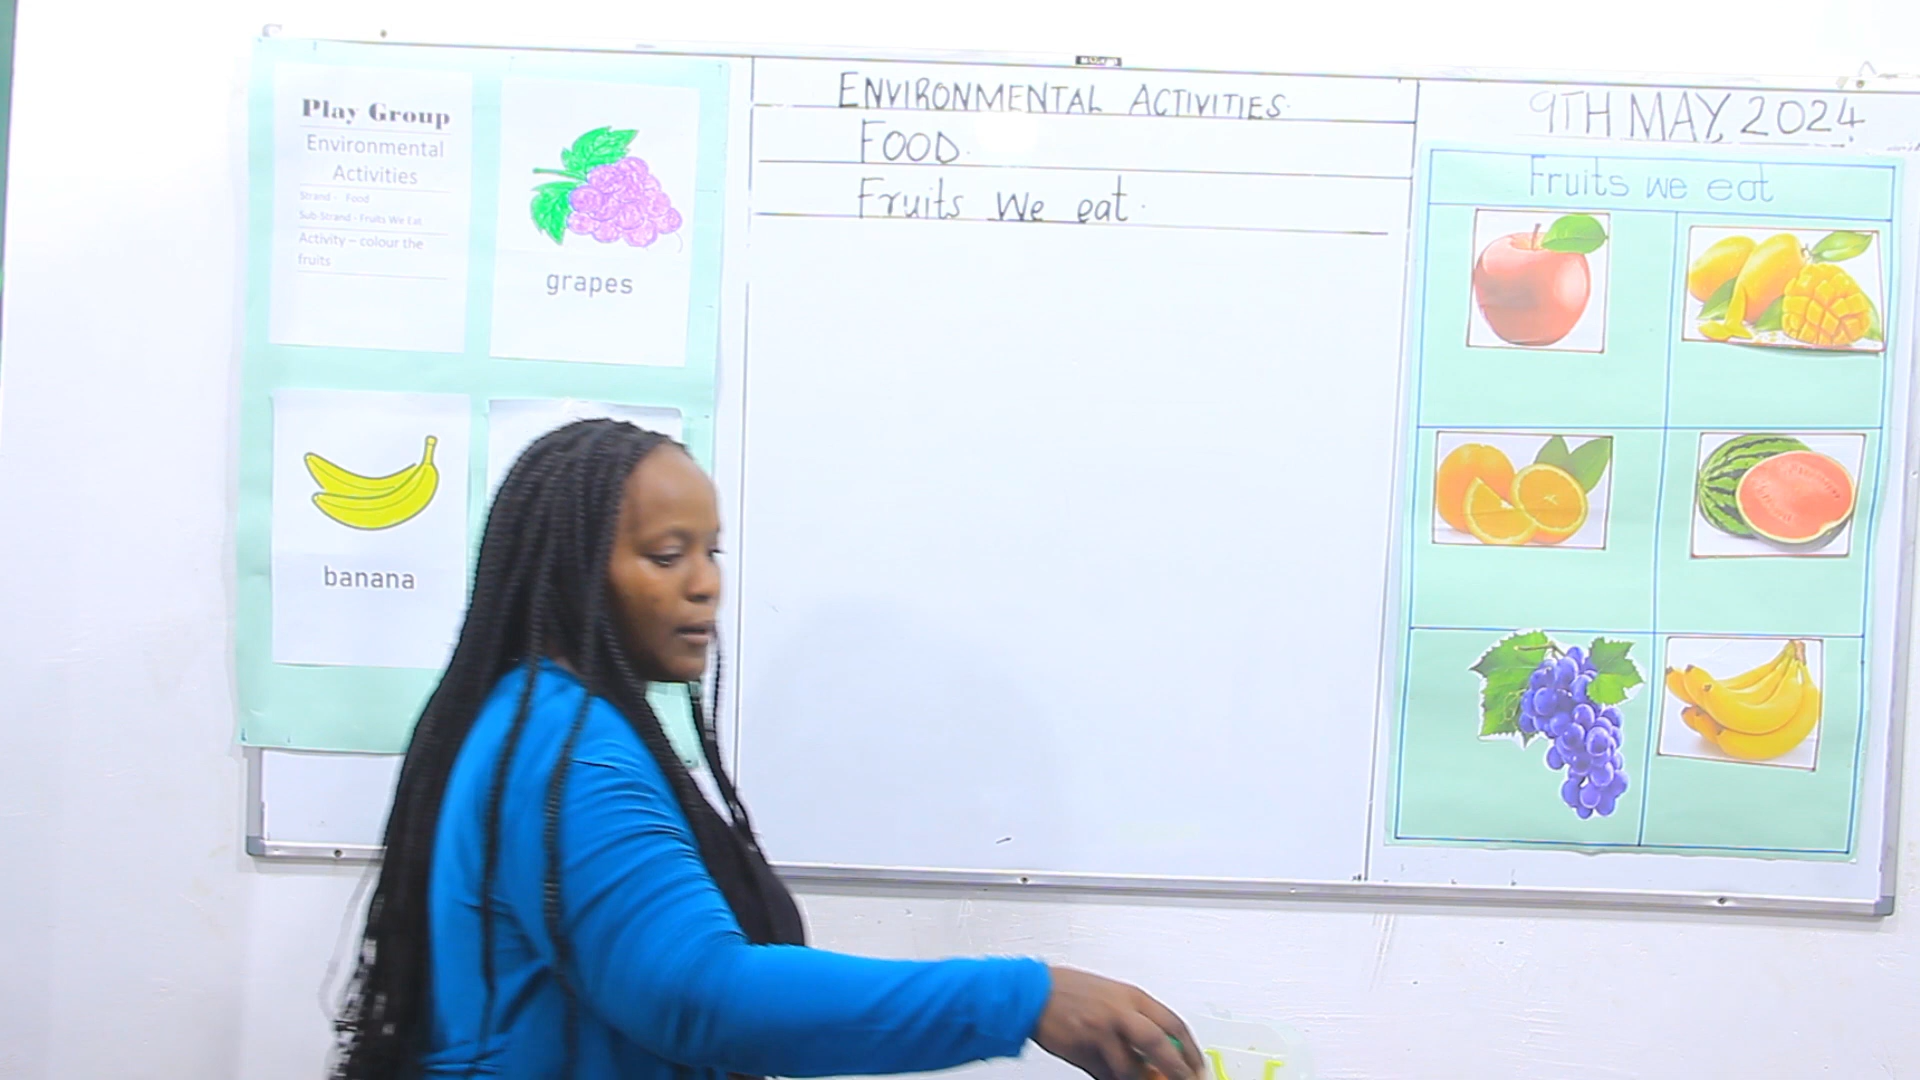 Play Group
Environmental
Activities
Strand - Food
Sub-Strand - Fruits We Eat
Activity – colour the
fruits
grapes
banana
ENVIRONMENTAL ACTIVITIES.
FOOD.
Fruits We eat.
9TH MAY, 2024
Fruits we eat